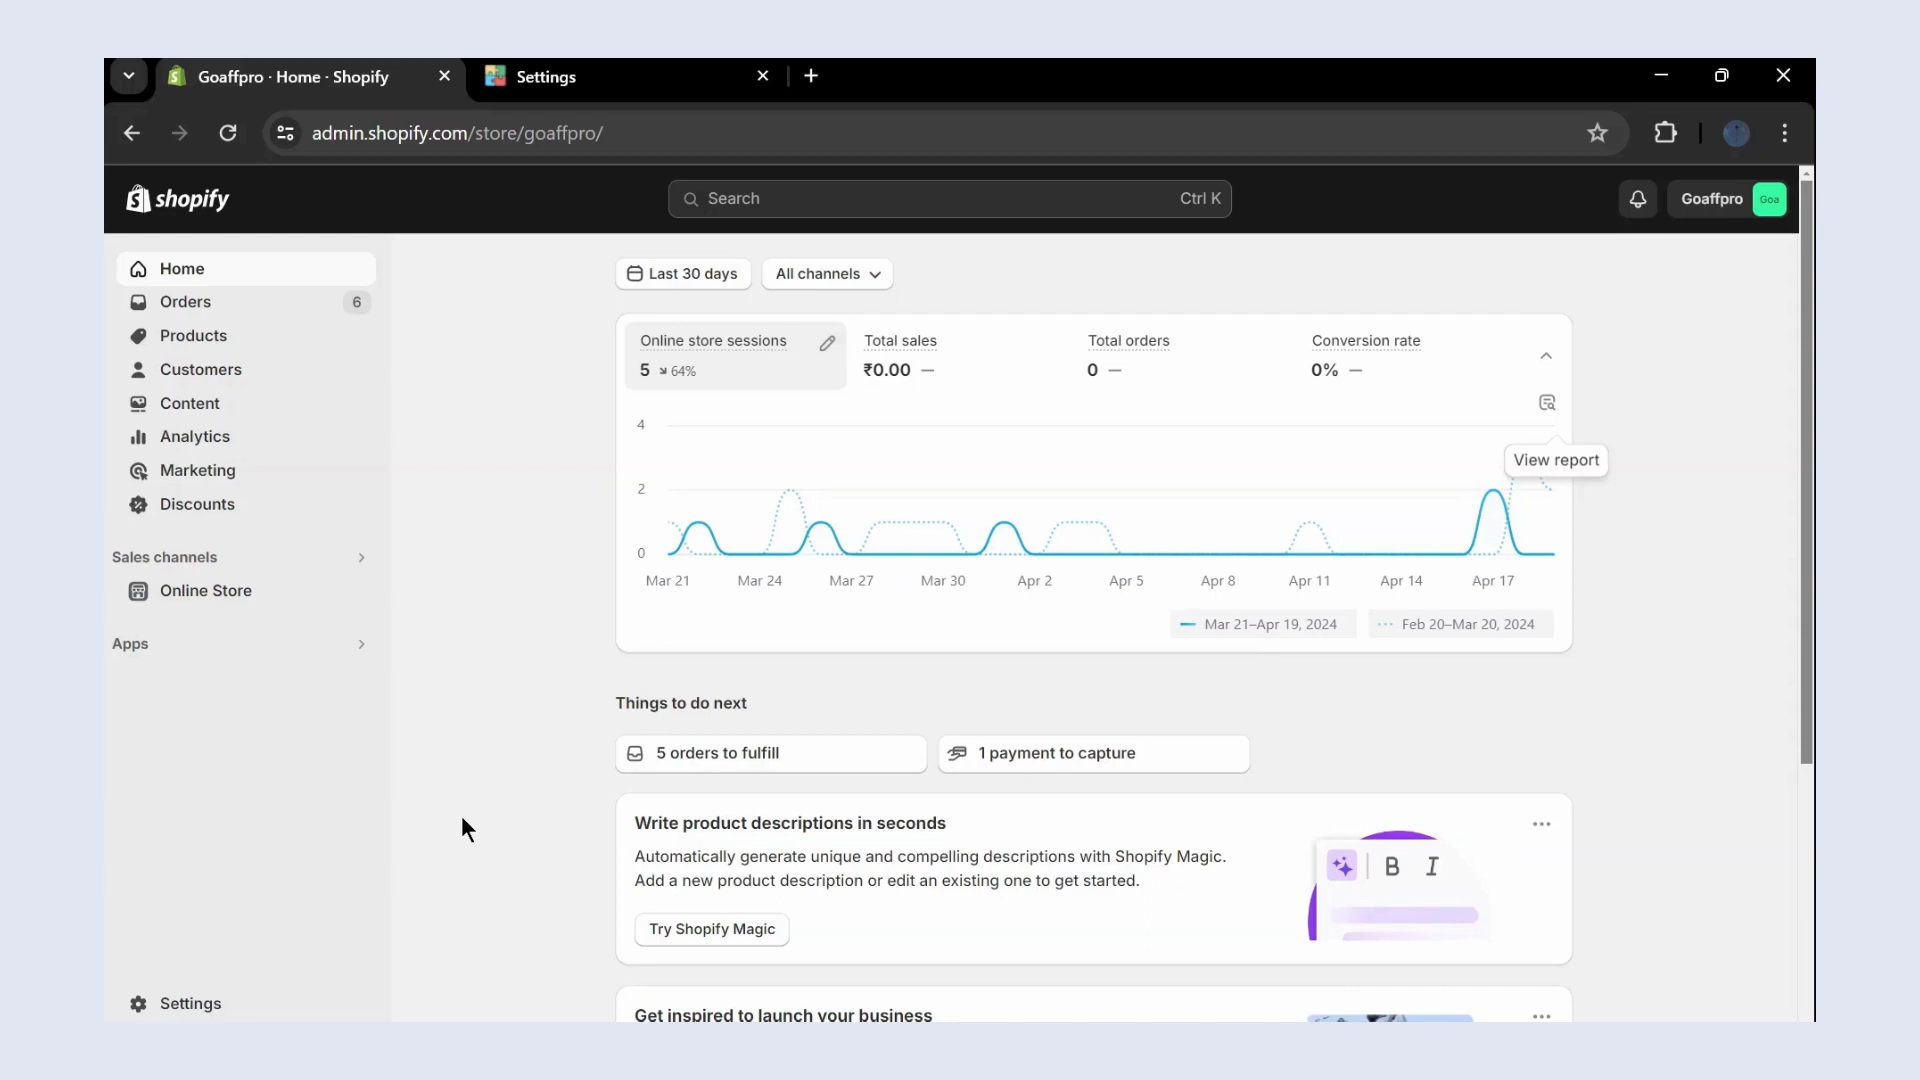 Goaffpro · Home · Shopify
Settings
admin.shopify.com/store/goaffpro/
shopify
Search
Ctrl K
Goaffpro
Goa
Home
Orders
6
Products
Customers
Content
Analytics
Marketing
Discounts
Sales channels
Online Store
Apps
Settings
Last 30 days
All channels
Online store sessions
5
64%
Total sales
₹0.00 —
Total orders
0 —
Conversion rate
0% —
4
2
0
View report
Mar 21
Mar 24
Mar 27
Mar 30
Apr 2
Apr 5
Apr 8
Apr 11
Apr 14
Apr 17
Mar 21–Apr 19, 2024
Feb 20–Mar 20, 2024
Things to do next
5 orders to fulfill
1 payment to capture
Write product descriptions in seconds
Automatically generate unique and compelling descriptions with Shopify Magic.
Add a new product description or edit an existing one to get started.
Try Shopify Magic
B I
Get inspired to launch your business